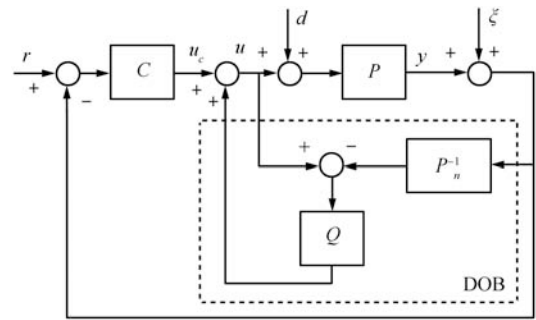 d
ξ
r
+
−
C
u_c
+
+
u
+
+
P
y
+
+
+
−
P_n^{-1}
Q
DOB